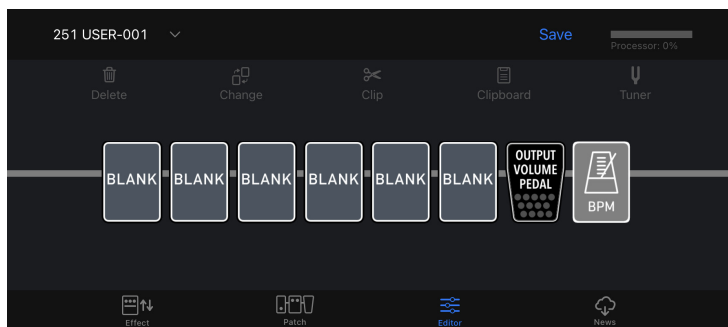 251 USER-001
Save
Processor: 0%
Delete
Change
Clip
Clipboard
Tuner
BLANK
BLANK
BLANK
BLANK
BLANK
BLANK
OUTPUT
VOLUME
PEDAL
BPM
Effect
Patch
Editor
News